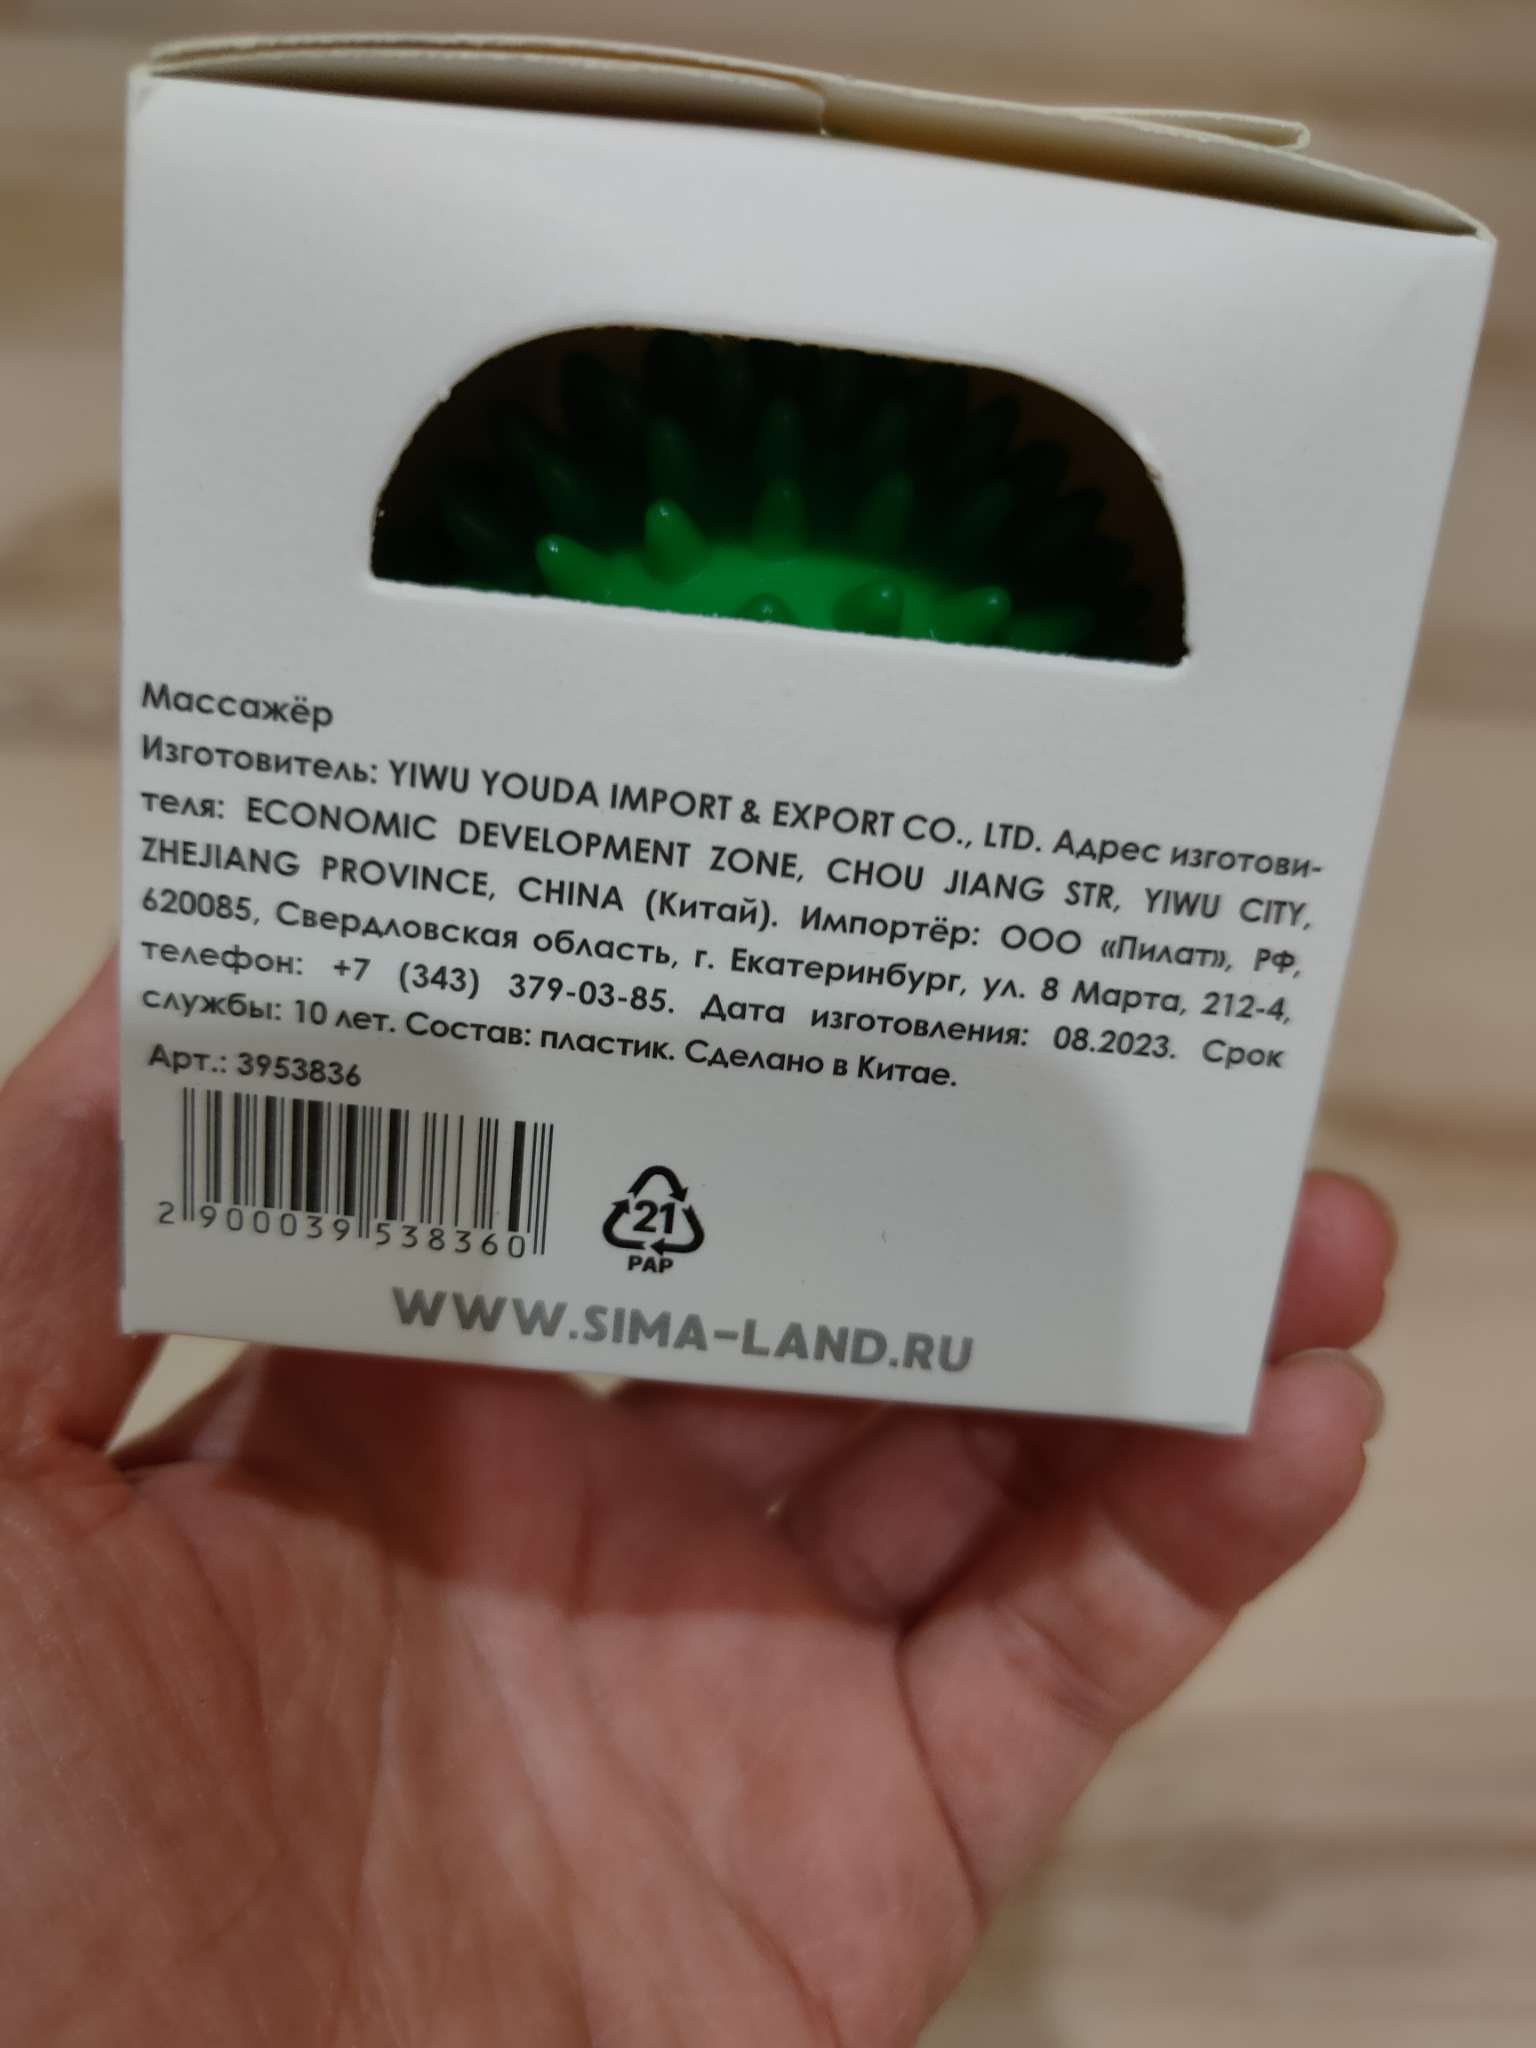 Массажёр
Изготовитель: YIWU YOUDA IMPORT & EXPORT CO., LTD. Адрес изготови-
теля: ECONOMIC DEVELOPMENT ZONE, CHOU JIANG STR, YIWU CITY,
ZHEJIANG PROVINCE, CHINA (Китай). Импортёр: ООО «Пилат», РФ,
620085, Свердловская область, г. Екатеринбург, ул. 8 Марта, 212-4,
телефон: +7 (343) 379-03-85. Дата изготовления: 08.2023. Срок
службы: 10 лет. Состав: пластик. Сделано в Китае.
Арт.: 3953836
2 900039 538360
21
PAP
WWW.SIMA-LAND.RU